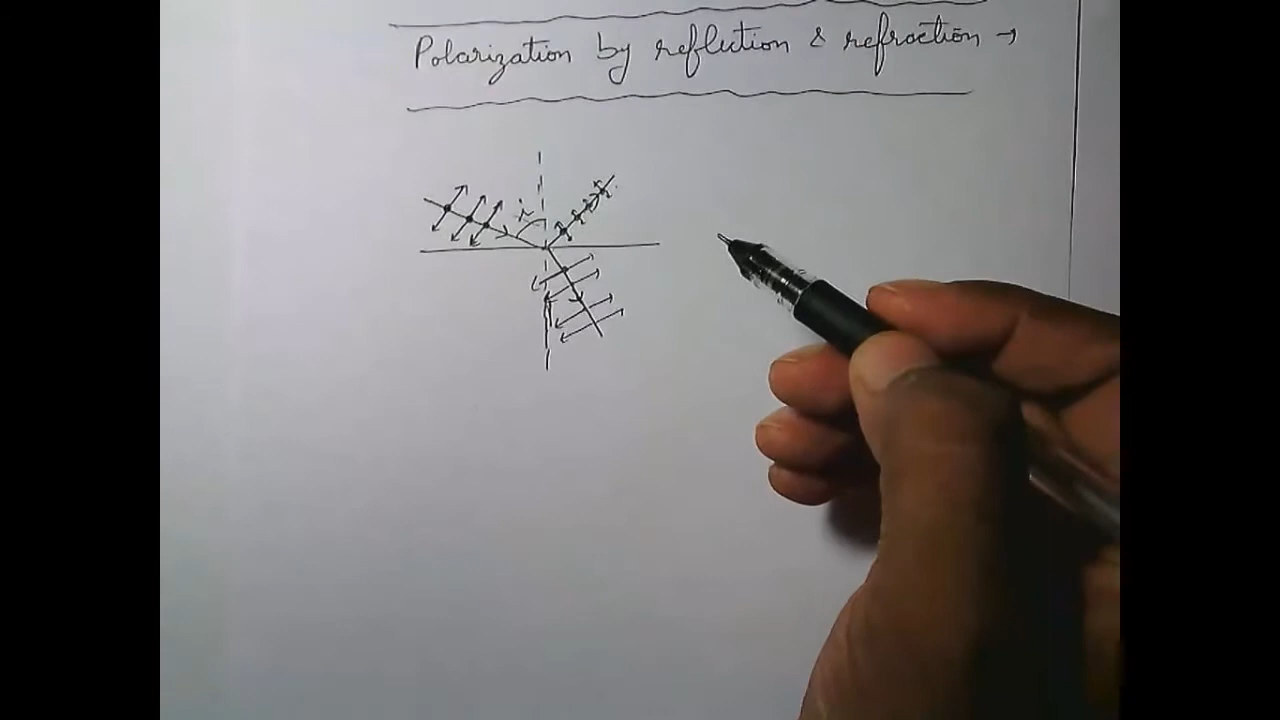 Polarization by reflection & refraction →
i